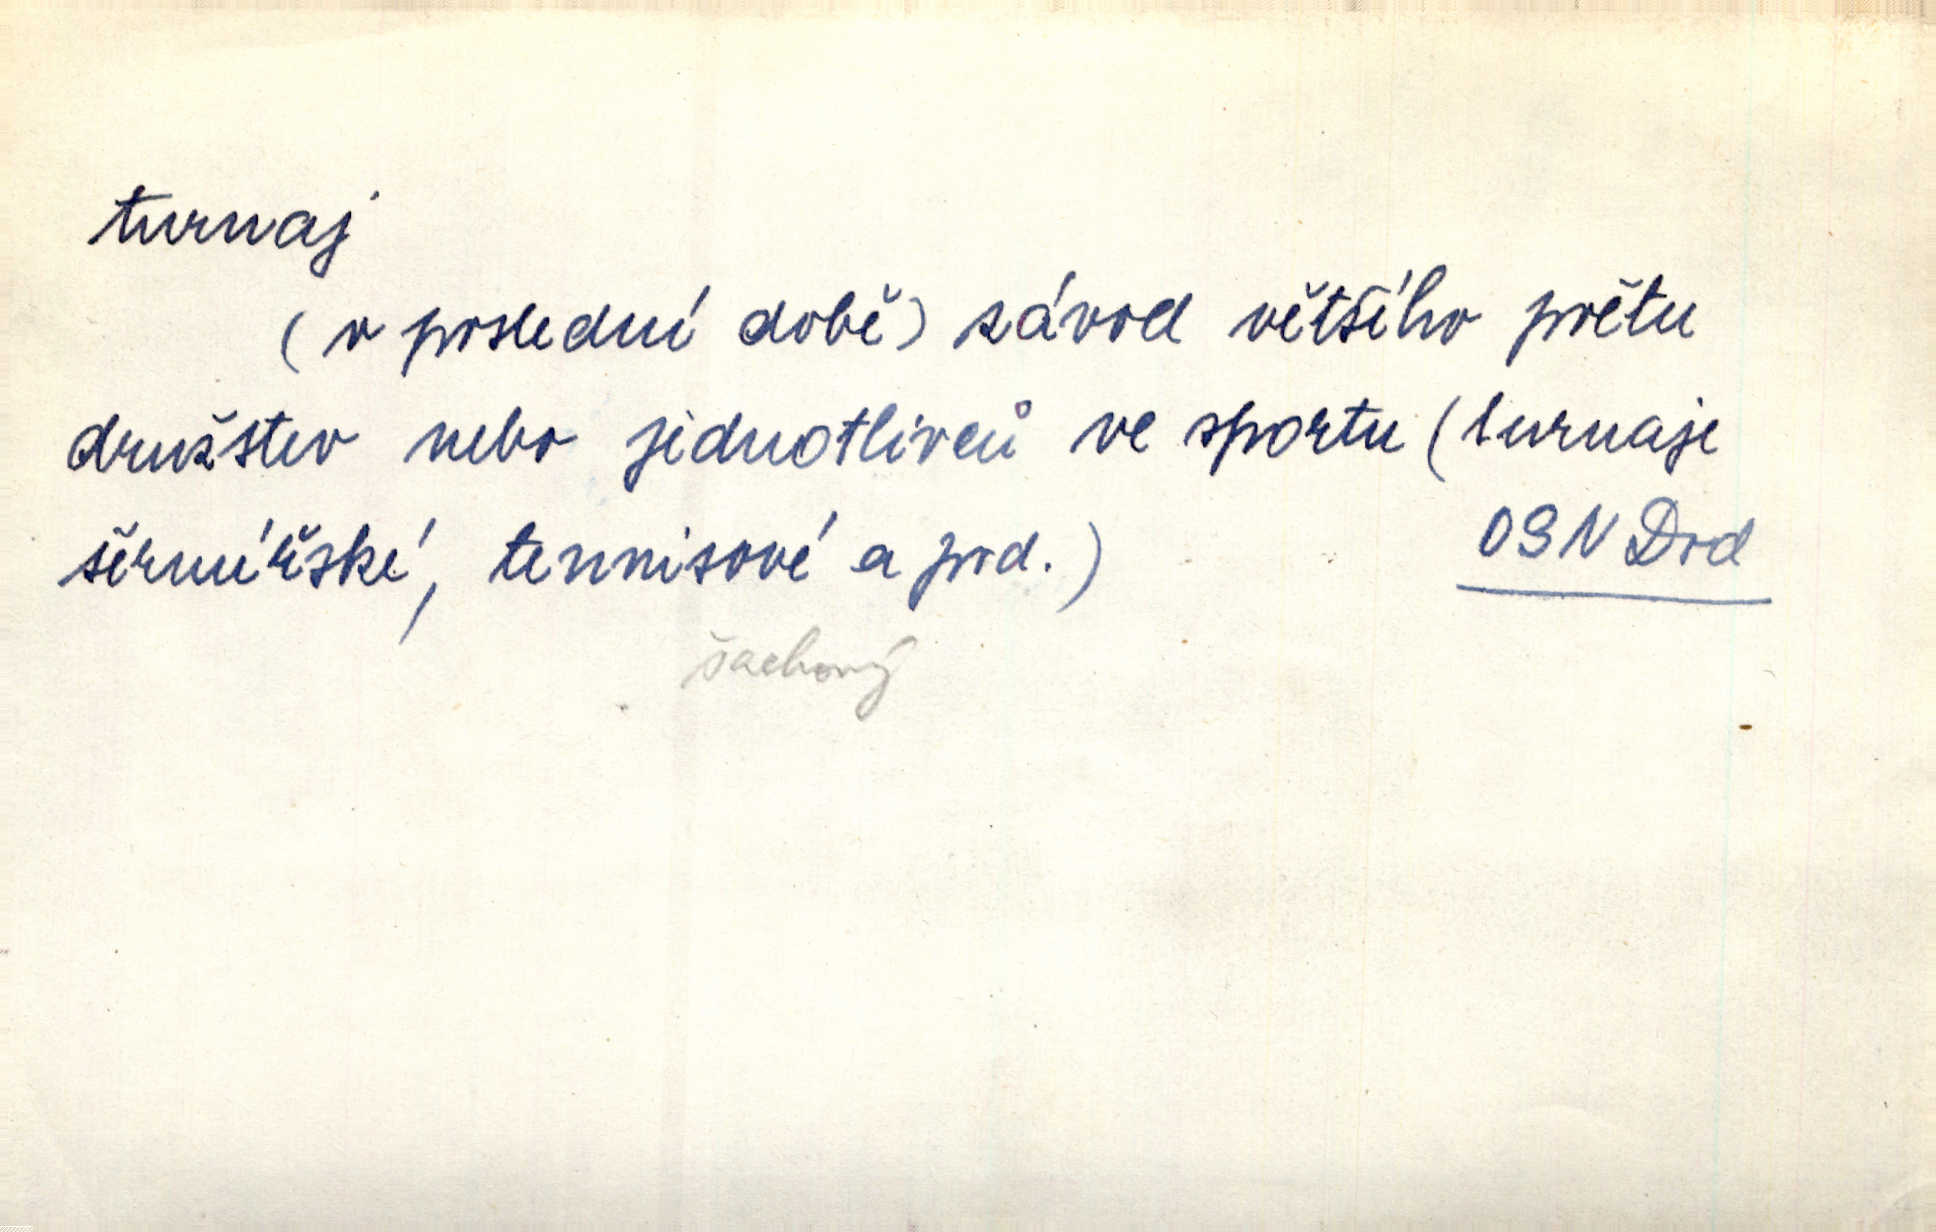 turnaj
(v poslední době) závod většího počtu
družstev nebo jednotlivců ve sportu (turnaje
šermířské, tennisové a pod.)
OSN Dod
šachový